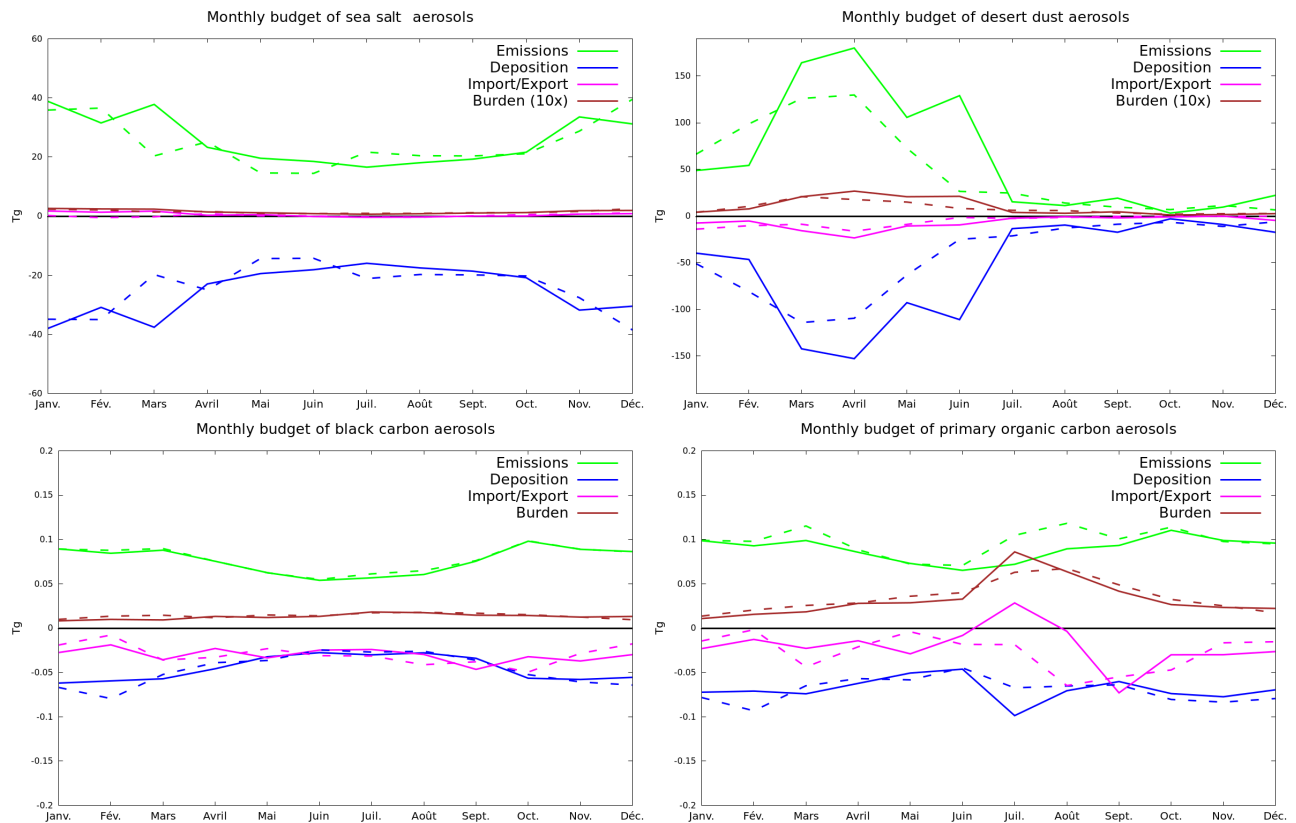 Monthly budget of sea salt aerosols
60
40
20
0
-20
-40
-60
Tg
Emissions
Deposition
Import/Export
Burden (10x)
Janv. Fév. Mars Avril Mai Juin Juil. Août Sept. Oct. Nov. Déc.
Monthly budget of desert dust aerosols
150
100
50
0
-50
-100
-150
Tg
Emissions
Deposition
Import/Export
Burden (10x)
Janv. Fév. Mars Avril Mai Juin Juil. Août Sept. Oct. Nov. Déc.
Monthly budget of black carbon aerosols
0.2
0.15
0.1
0.05
0
-0.05
-0.1
-0.15
-0.2
Tg
Emissions
Deposition
Import/Export
Burden
Janv. Fév. Mars Avril Mai Juin Juil. Août Sept. Oct. Nov. Déc.
Monthly budget of primary organic carbon aerosols
0.2
0.15
0.1
0.05
0
-0.05
-0.1
-0.15
-0.2
Tg
Emissions
Deposition
Import/Export
Burden
Janv. Fév. Mars Avril Mai Juin Juil. Août Sept. Oct. Nov. Déc.